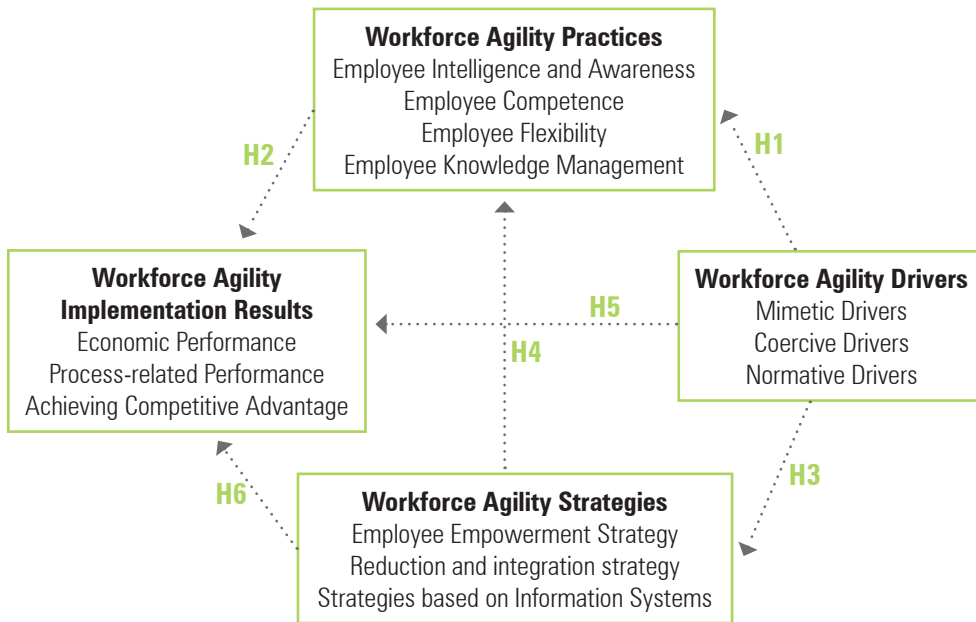 Workforce Agility Practices
Employee Intelligence and Awareness
Employee Competence
Employee Flexibility
Employee Knowledge Management
H2
H1
Workforce Agility
Implementation Results
Economic Performance
Process-related Performance
Achieving Competitive Advantage
H5
H4
Workforce Agility Drivers
Mimetic Drivers
Coercive Drivers
Normative Drivers
H6
H3
Workforce Agility Strategies
Employee Empowerment Strategy
Reduction and integration strategy
Strategies based on Information Systems